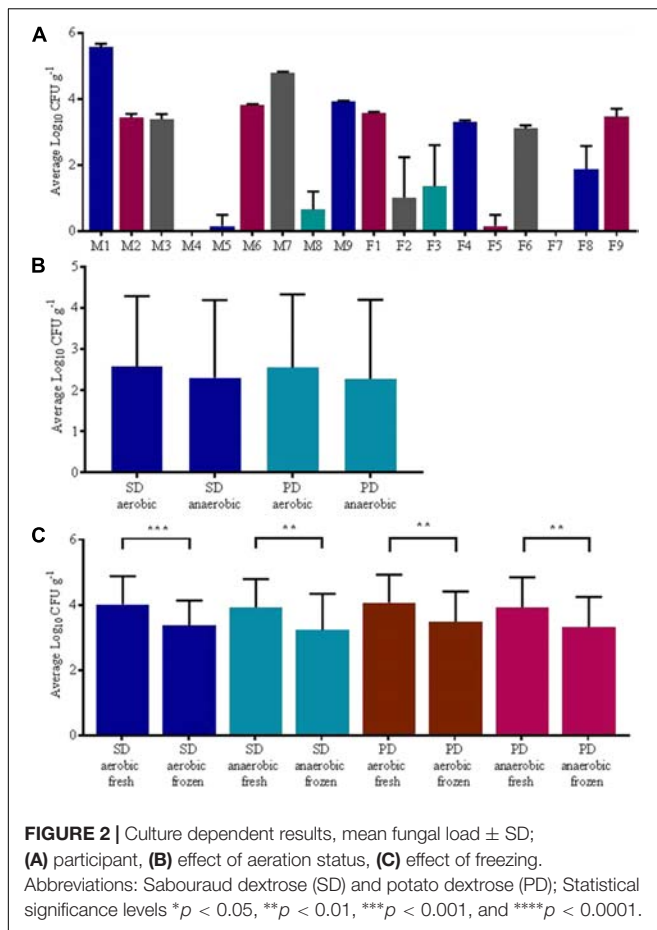 A
Average Log10 CFU g-1
6
4
2
0
M1 M2 M3 M4 M5 M6 M7 M8 M9 F1 F2 F3 F4 F5 F6 F7 F8 F9
B
Average Log10 CFU g-1
5
4
3
2
1
0
SD aerobic
SD anaerobic
PD aerobic
PD anaerobic
C
Average Log10 CFU g-1
6
4
2
0
***
**
**
**
SD aerobic fresh
SD aerobic frozen
SD anaerobic fresh
SD anaerobic frozen
PD aerobic fresh
PD aerobic frozen
PD anaerobic fresh
PD anaerobic frozen
FIGURE 2 | Culture dependent results, mean fungal load ± SD;
(A) participant, (B) effect of aeration status, (C) effect of freezing.
Abbreviations: Sabouraud dextrose (SD) and potato dextrose (PD); Statistical
significance levels *p < 0.05, **p < 0.01, ***p < 0.001, and ****p < 0.0001.